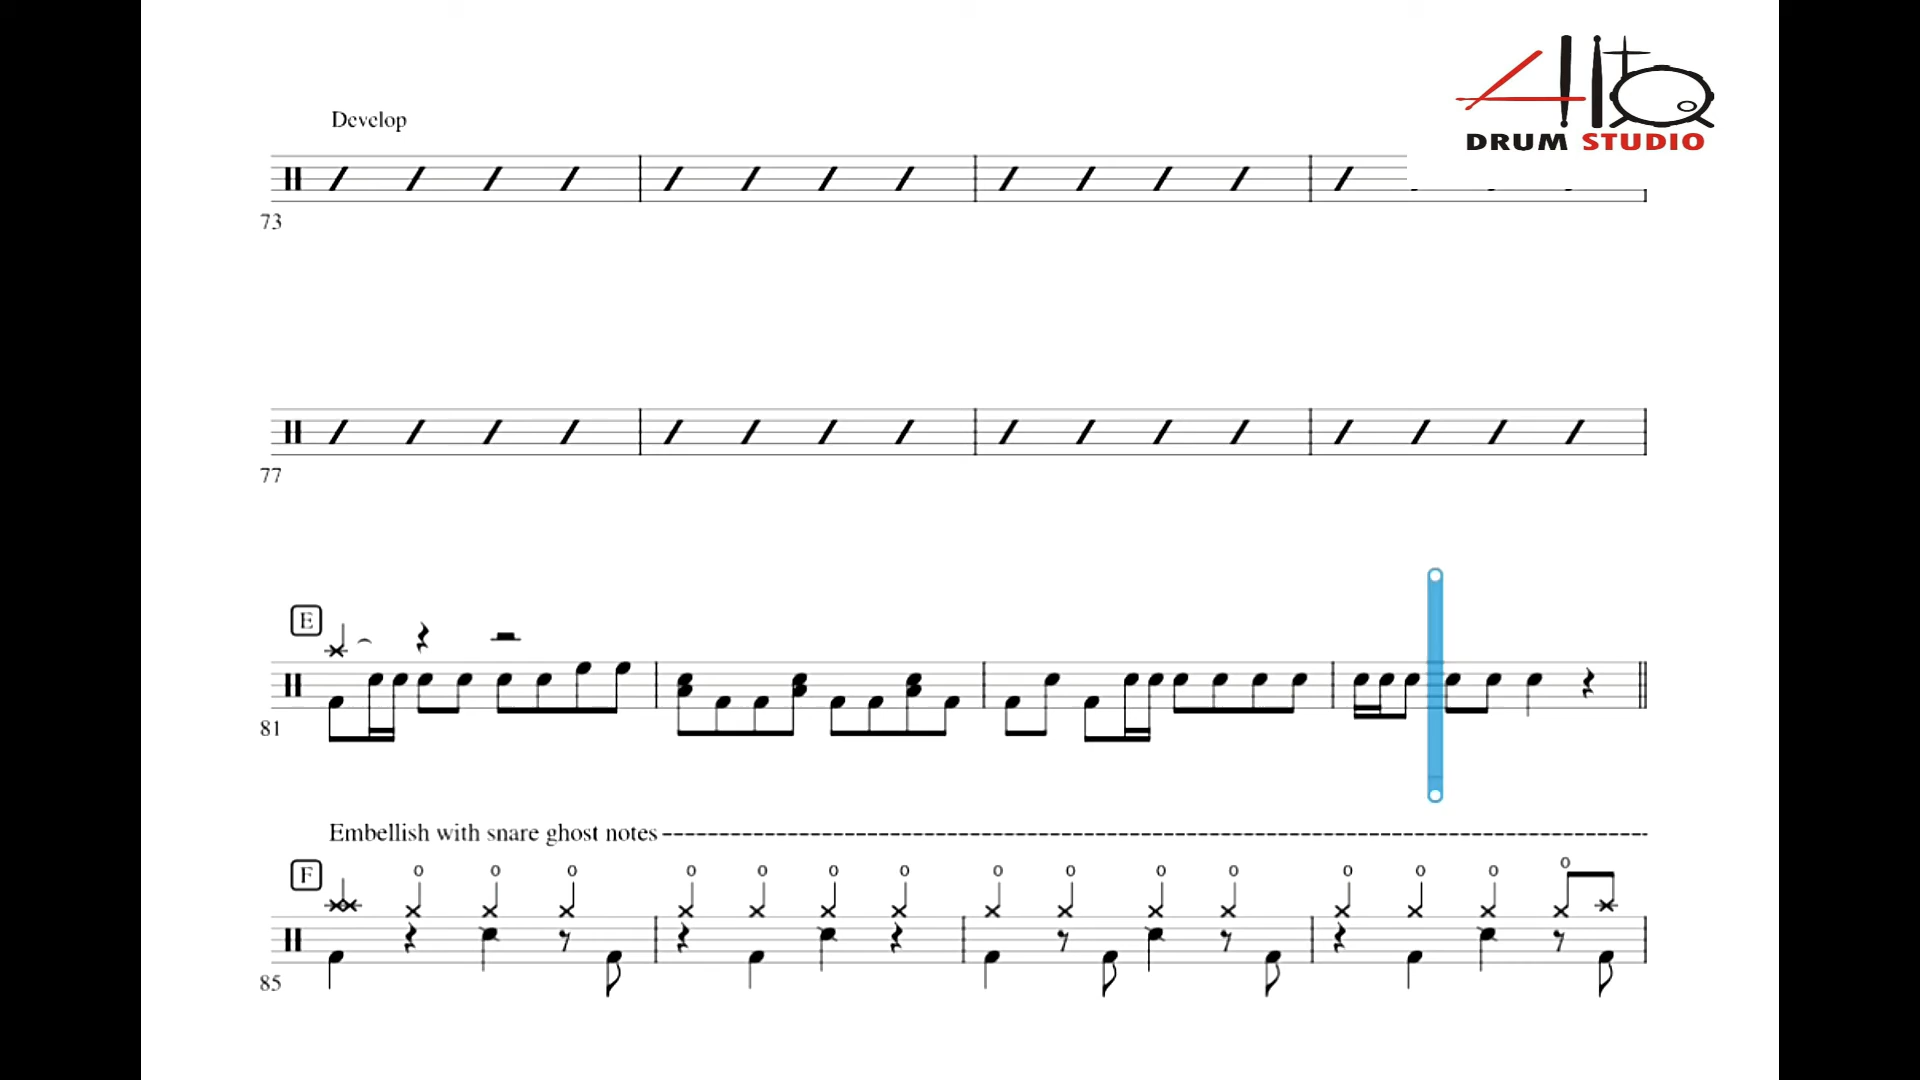 Develop
DRUM STUDIO
73
77
E
81
Embellish with snare ghost notes
F
85